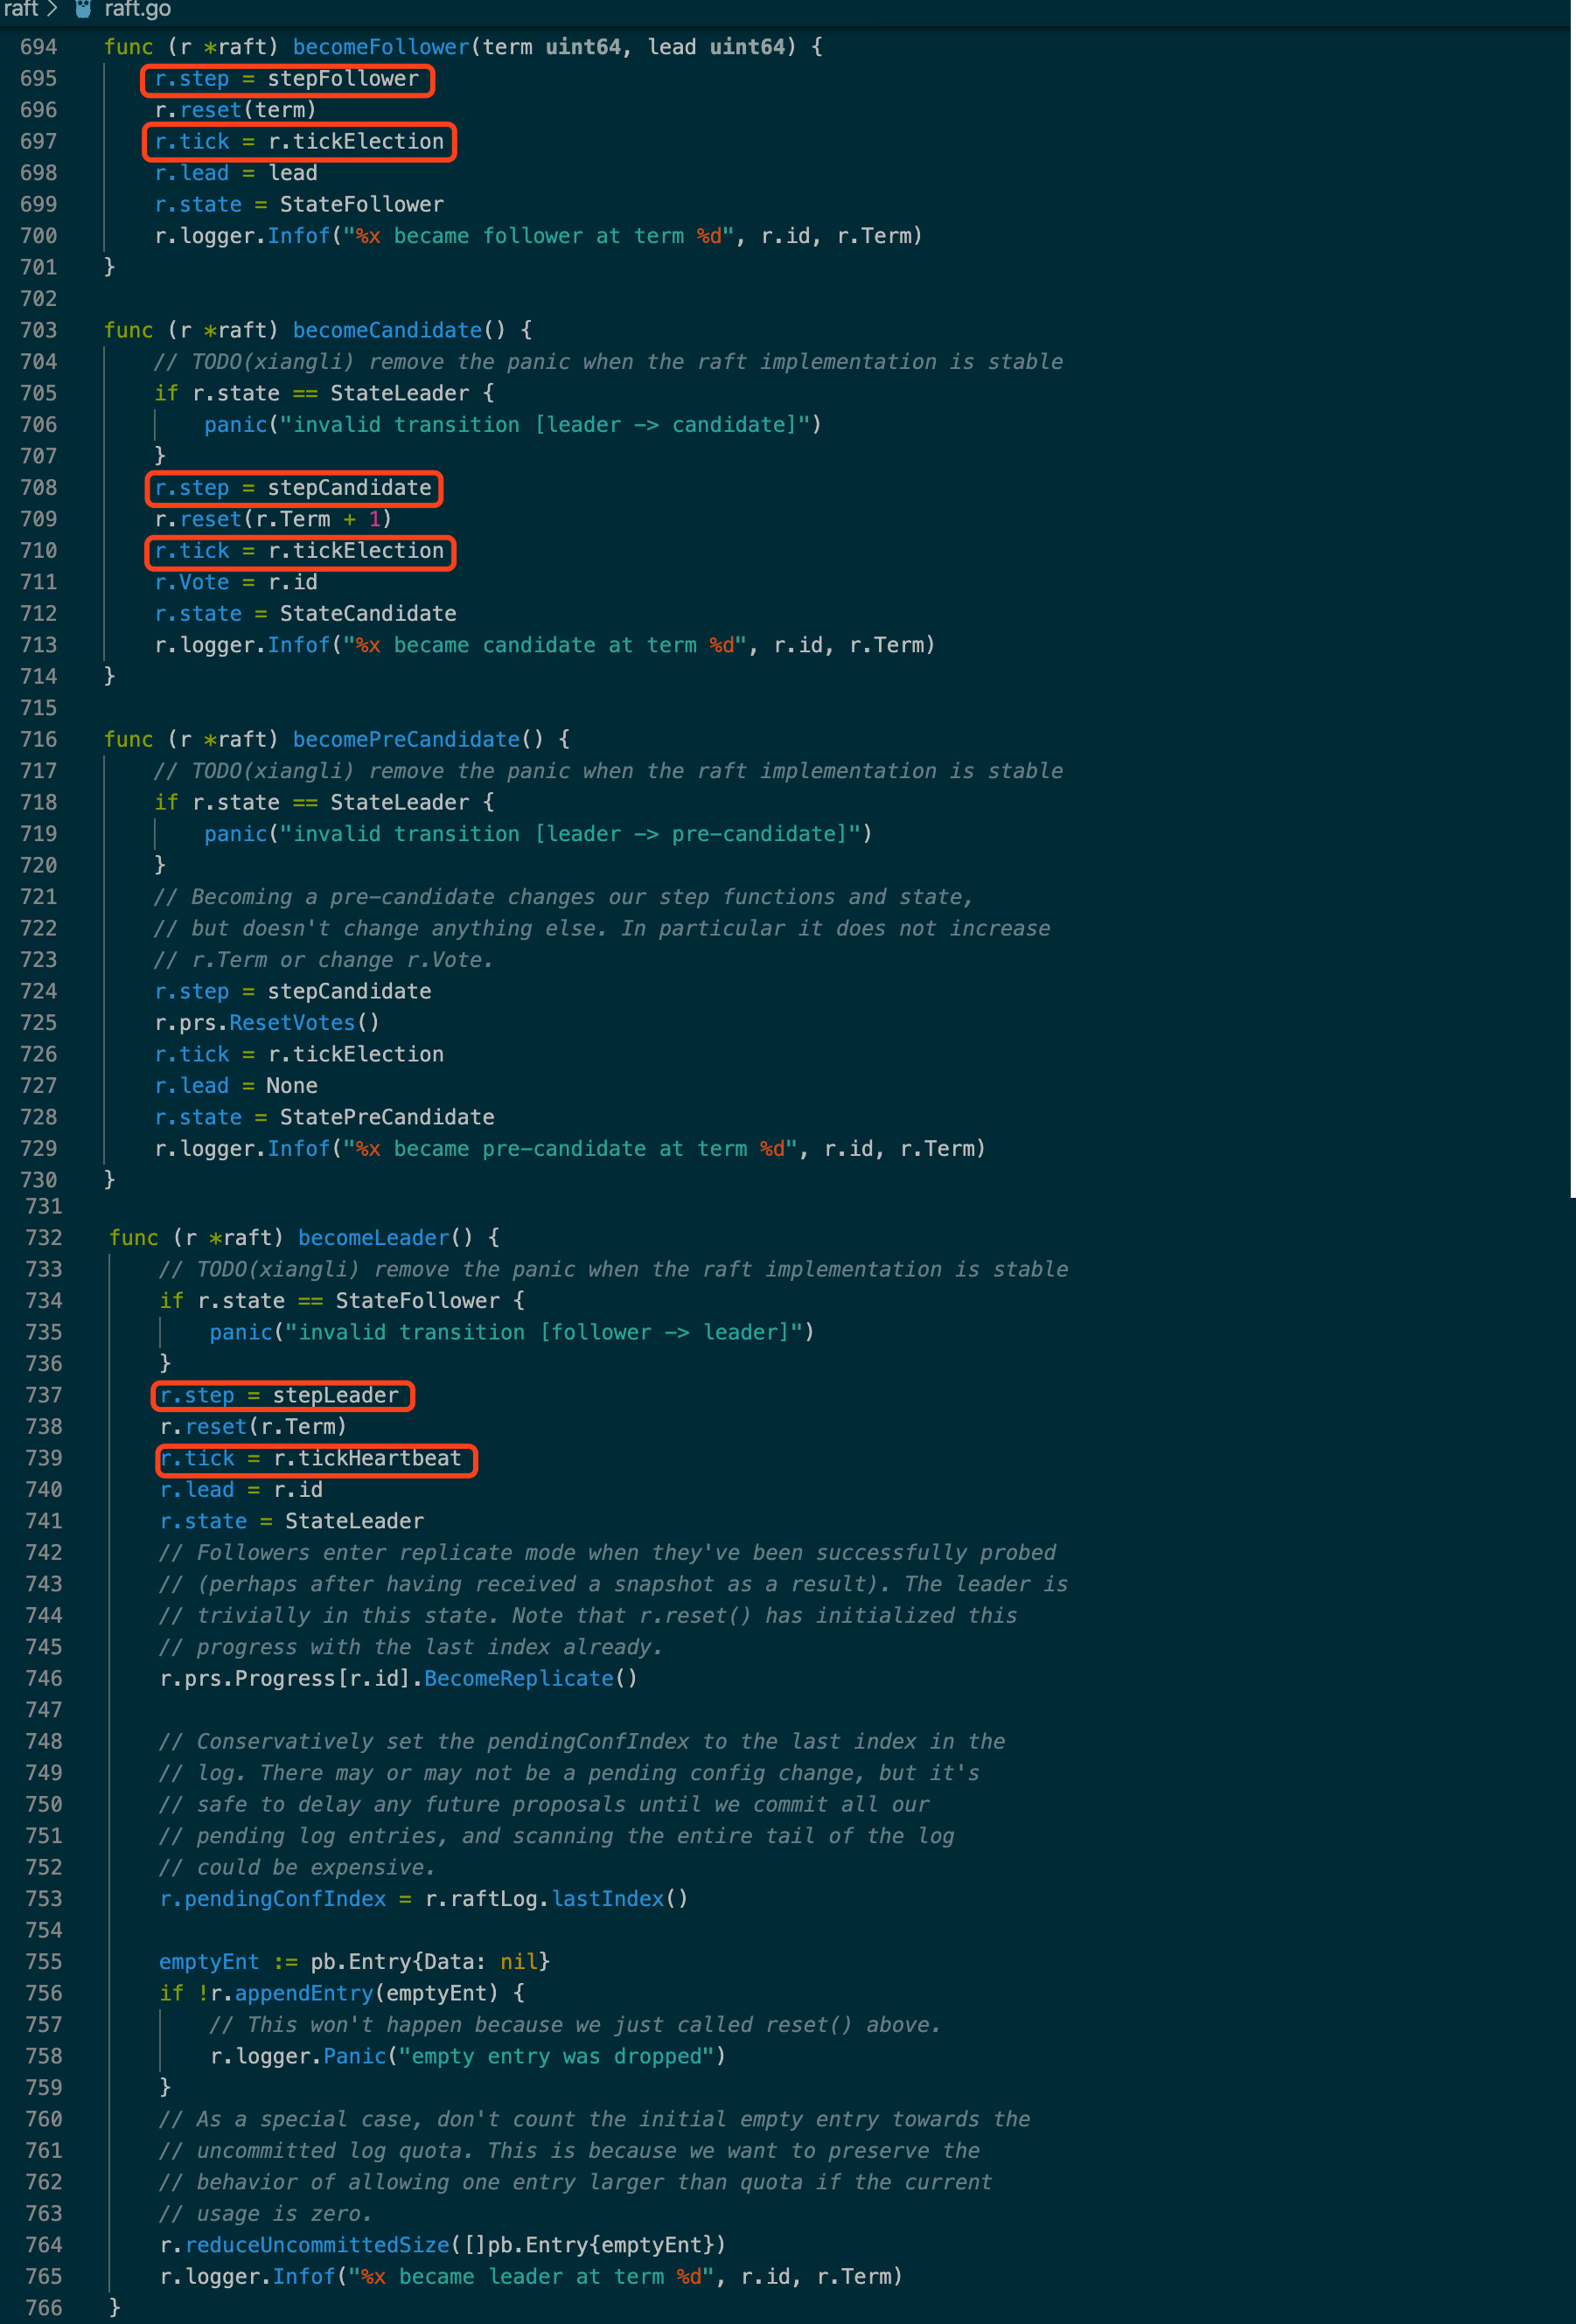 raft > raft.go
694 func (r *raft) becomeFollower(term uint64, lead uint64) {
695 r.step = stepFollower
696 r.reset(term)
697 r.tick = r.tickElection
698 r.lead = lead
699 r.state = StateFollower
700 r.logger.Infof("%x became follower at term %d", r.id, r.Term)
701 }
702
703 func (r *raft) becomeCandidate() {
704 // TODO(xiangli) remove the panic when the raft implementation is stable
705 if r.state == StateLeader {
706 panic("invalid transition [leader -> candidate]")
707 }
708 r.step = stepCandidate
709 r.reset(r.Term + 1)
710 r.tick = r.tickElection
711 r.Vote = r.id
712 r.state = StateCandidate
713 r.logger.Infof("%x became candidate at term %d", r.id, r.Term)
714 }
715
716 func (r *raft) becomePreCandidate() {
717 // TODO(xiangli) remove the panic when the raft implementation is stable
718 if r.state == StateLeader {
719 panic("invalid transition [leader -> pre-candidate]")
720 }
721 // Becoming a pre-candidate changes our step functions and state,
722 // but doesn't change anything else. In particular it does not increase
723 // r.Term or change r.Vote.
724 r.step = stepCandidate
725 r.prs.ResetVotes()
726 r.tick = r.tickElection
727 r.lead = None
728 r.state = StatePreCandidate
729 r.logger.Infof("%x became pre-candidate at term %d", r.id, r.Term)
730 }
731
732 func (r *raft) becomeLeader() {
733 // TODO(xiangli) remove the panic when the raft implementation is stable
734 if r.state == StateFollower {
735 panic("invalid transition [follower -> leader]")
736 }
737 r.step = stepLeader
738 r.reset(r.Term)
739 r.tick = r.tickHeartbeat
740 r.lead = r.id
741 r.state = StateLeader
742 // Followers enter replicate mode when they've been successfully probed
743 // (perhaps after having received a snapshot as a result). The leader is
744 // trivially in this state. Note that r.reset() has initialized this
745 // progress with the last index already.
746 r.prs.Progress[r.id].BecomeReplicate()
747
748 // Conservatively set the pendingConfIndex to the last index in the
749 // log. There may or may not be a pending config change, but it's
750 // safe to delay any future proposals until we commit all our
751 // pending log entries, and scanning the entire tail of the log
752 // could be expensive.
753 r.pendingConfIndex = r.raftLog.lastIndex()
754
755 emptyEnt := pb.Entry{Data: nil}
756 if !r.appendEntry(emptyEnt) {
757 // This won't happen because we just called reset() above.
758 r.logger.Panic("empty entry was dropped")
759 }
760 // As a special case, don't count the initial empty entry towards the
761 // uncommitted log quota. This is because we want to preserve the
762 // behavior of allowing one entry larger than quota if the current
763 // usage is zero.
764 r.reduceUncommittedSize([]pb.Entry{emptyEnt})
765 r.logger.Infof("%x became leader at term %d", r.id, r.Term)
766 }